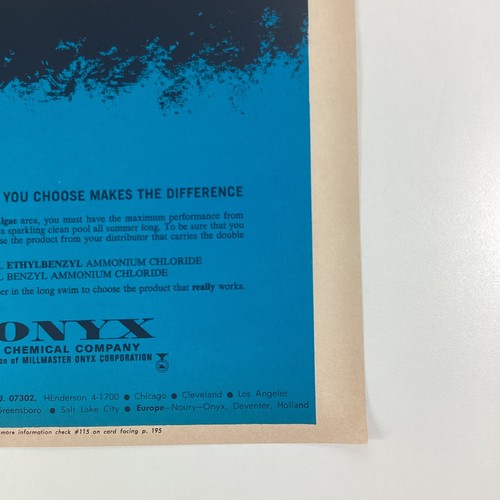 YOU CHOOSE MAKES THE DIFFERENCE
lgae area, you must have the maximum performance from
a sparkling clean pool all summer long. To be sure that you
se the product from your distributor that carries the double
L ETHYLBENZYL AMMONIUM CHLORIDE
L BENZYL AMMONIUM CHLORIDE
er in the long swim to choose the product that really works.
ONYX
CHEMICAL COMPANY
ion of MILLMASTER ONYX CORPORATION
J. 07302. HEnderson 4-1700 • Chicago • Cleveland • Los Angeles
Greensboro • Salt Lake City • Europe—Noury—Onyx, Deventer, Holland
more information check #115 on card facing p. 195